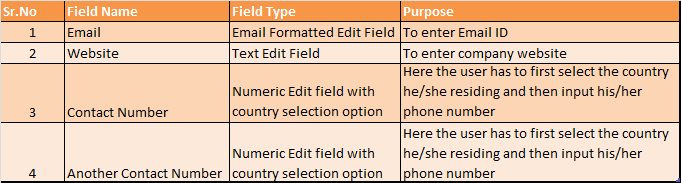 Sr.No Field Name Field Type Purpose
1 Email Email Formatted Edit Field To enter Email ID
2 Website Text Edit Field To enter company website
3 Contact Number Numeric Edit field with country selection option Here the user has to first select the country he/she residing and then input his/her phone number
4 Another Contact Number Numeric Edit field with country selection option Here the user has to first select the country he/she residing and then input his/her phone number